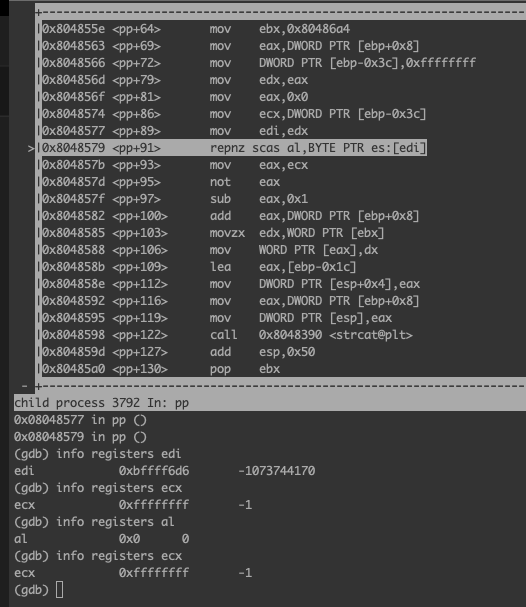 |0x804855e <pp+64> mov ebx,0x80486a4
|0x8048563 <pp+69> mov eax,DWORD PTR [ebp+0x8]
|0x8048566 <pp+72> mov DWORD PTR [ebp-0x3c],0xffffffff
|0x804856d <pp+79> mov edx,eax
|0x804856f <pp+81> mov eax,0x0
|0x8048574 <pp+86> mov ecx,DWORD PTR [ebp-0x3c]
|0x8048577 <pp+89> mov edi,edx
>|0x8048579 <pp+91> repnz scas al,BYTE PTR es:[edi]
|0x804857b <pp+93> mov eax,ecx
|0x804857d <pp+95> not eax
|0x804857f <pp+97> sub eax,0x1
|0x8048582 <pp+100> add eax,DWORD PTR [ebp+0x8]
|0x8048585 <pp+103> movzx edx,WORD PTR [ebx]
|0x8048588 <pp+106> mov WORD PTR [eax],dx
|0x804858b <pp+109> lea eax,[ebp-0x1c]
|0x804858e <pp+112> mov DWORD PTR [esp+0x4],eax
|0x8048592 <pp+116> mov eax,DWORD PTR [ebp+0x8]
|0x8048595 <pp+119> mov DWORD PTR [esp],eax
|0x8048598 <pp+122> call 0x8048390 <strcat@plt>
|0x804859d <pp+127> add esp,0x50
|0x80485a0 <pp+130> pop ebx
child process 3792 In: pp
0x08048577 in pp ()
0x08048579 in pp ()
(gdb) info registers edi
edi 0xbffff6d6 -1073744170
(gdb) info registers ecx
ecx 0xffffffff -1
(gdb) info registers al
al 0x0 0
(gdb) info registers ecx
ecx 0xffffffff -1
(gdb)